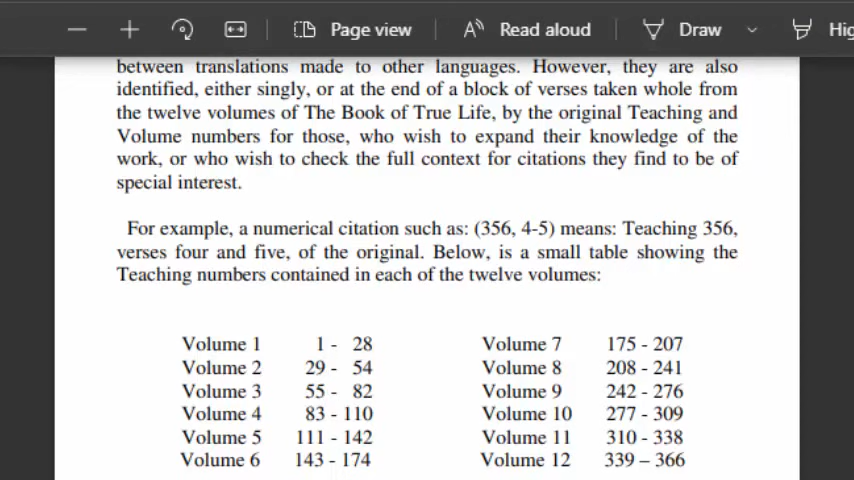 Page view
Read aloud
Draw
Hig
between translations made to other languages. However, they are also
identified, either singly, or at the end of a block of verses taken whole from
the twelve volumes of The Book of True Life, by the original Teaching and
Volume numbers for those, who wish to expand their knowledge of the
work, or who wish to check the full context for citations they find to be of
special interest.
For example, a numerical citation such as: (356, 4-5) means: Teaching 356,
verses four and five, of the original. Below, is a small table showing the
Teaching numbers contained in each of the twelve volumes:
Volume 1 1 - 28 Volume 7 175 - 207
Volume 2 29 - 54 Volume 8 208 - 241
Volume 3 55 - 82 Volume 9 242 - 276
Volume 4 83 - 110 Volume 10 277 - 309
Volume 5 111 - 142 Volume 11 310 - 338
Volume 6 143 - 174 Volume 12 339 – 366